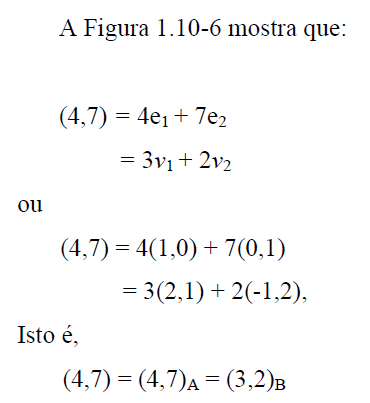 A Figura 1.10-6 mostra que:
(4,7) = 4e₁ + 7e₂
= 3v₁ + 2v₂
ou
(4,7) = 4(1,0) + 7(0,1)
= 3(2,1) + 2(-1,2),
Isto é,
(4,7) = (4,7)A = (3,2)B